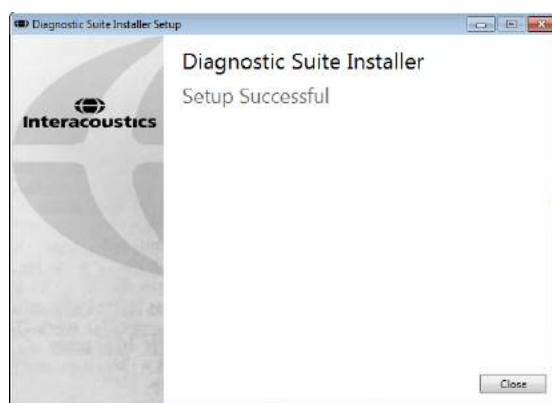 Diagnostic Suite Installer Setup
Diagnostic Suite Installer
Setup Successful
Interacoustics
Close